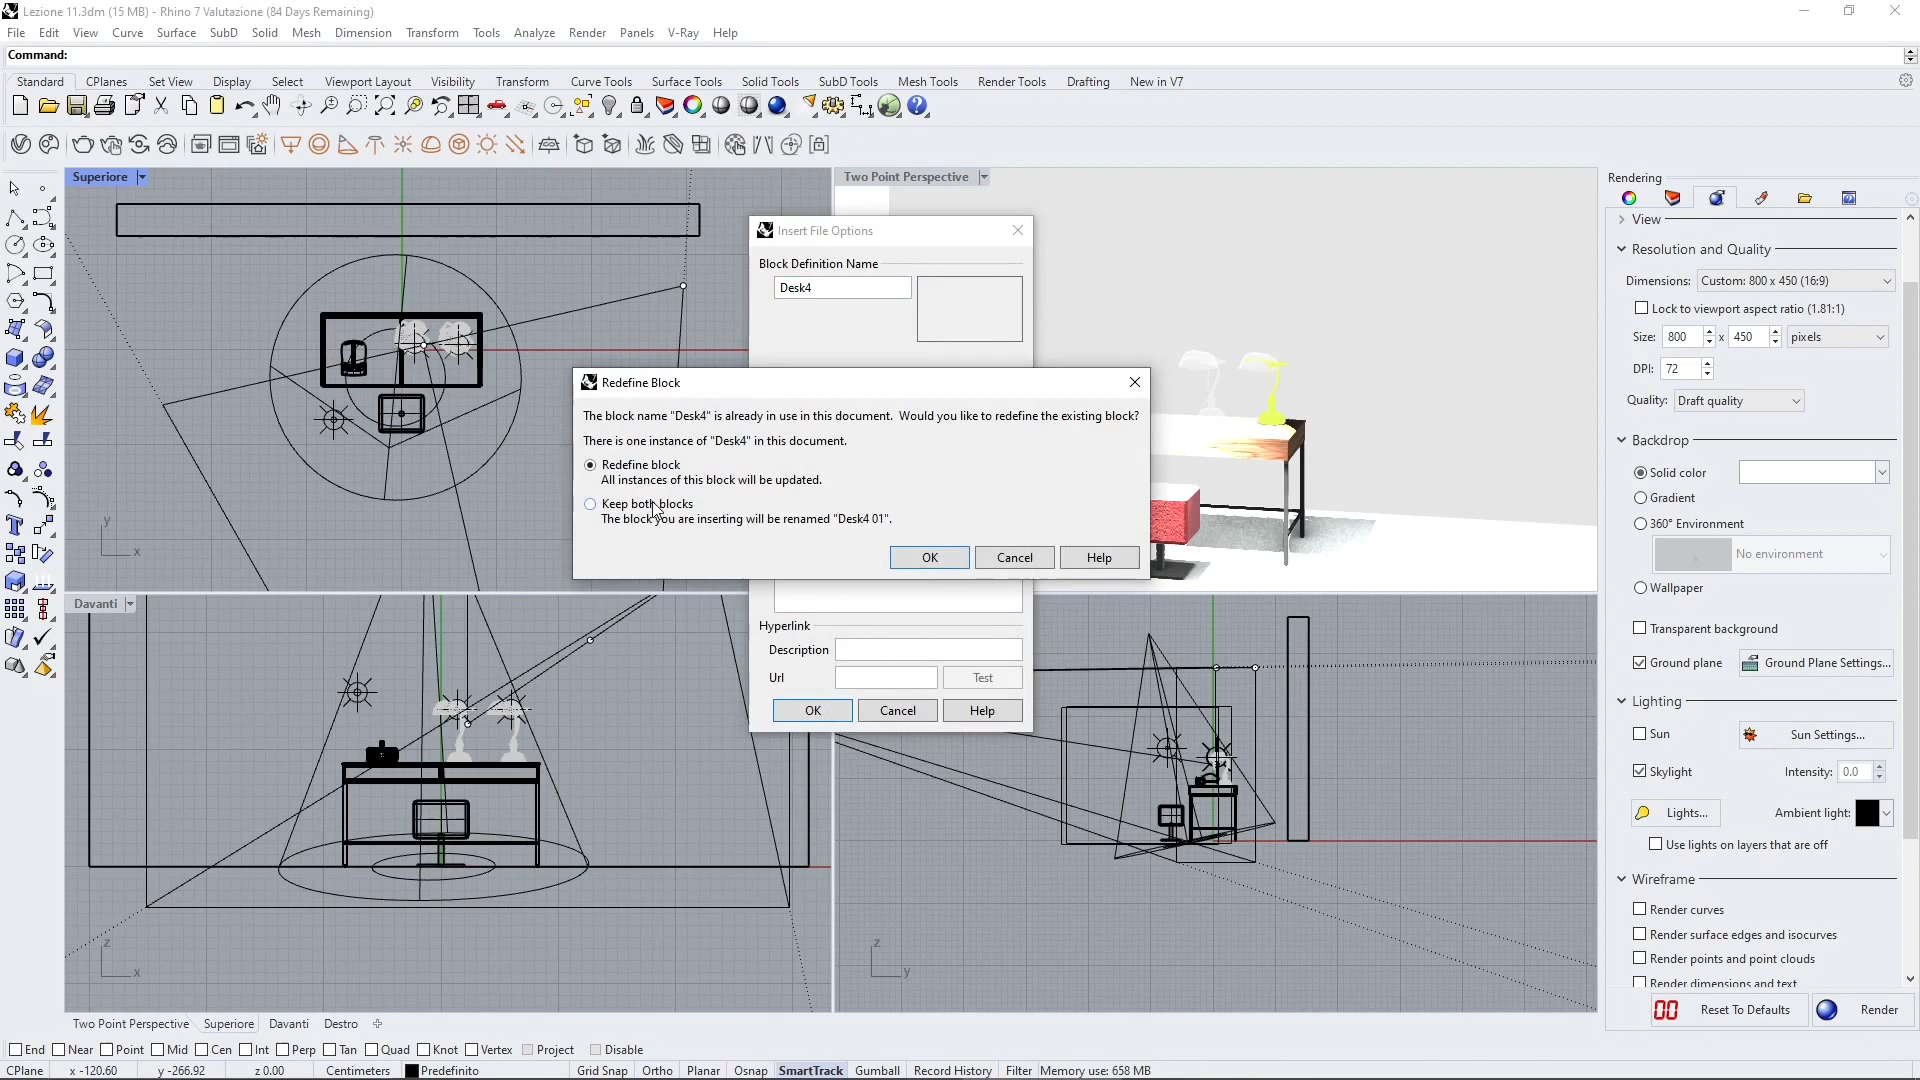 Lezione 11.3dm (15 MB) - Rhino 7 Valutazione (84 Days Remaining)
File Edit View Curve Surface SubD Solid Mesh Dimension Transform Tools Analyze Render Panels V-Ray Help
Command:
Standard CPlanes Set View Display Select Viewport Layout Visibility Transform Curve Tools Surface Tools Solid Tools SubD Tools Mesh Tools Render Tools Drafting New in V7
Superiore
Two Point Perspective
Rendering
View
Resolution and Quality
Dimensions: Custom: 800 x 450 (16:9)
Lock to viewport aspect ratio (1.81:1)
Size: 800 x 450 pixels
DPI: 72
Quality: Draft quality
Backdrop
Solid color
Gradient
360° Environment
No environment
Wallpaper
Transparent background
Ground plane Ground Plane Settings...
Lighting
Sun Sun Settings...
Skylight Intensity: 0.0
Lights... Ambient light:
Use lights on layers that are off
Wireframe
Render curves
Render surface edges and isocurves
Render points and point clouds
Render dimensions and text
Reset To Defaults Render
Insert File Options
Block Definition Name
Desk4
Redefine Block
The block name "Desk4" is already in use in this document. Would you like to redefine the existing block?
There is one instance of "Desk4" in this document.
Redefine block
All instances of this block will be updated.
Keep both blocks
The block you are inserting will be renamed "Desk4 01".
OK Cancel Help
Hyperlink
Description
Url Test
OK Cancel Help
y
x
Davanti
z
x
z
y
Two Point Perspective Superiore Davanti Destro
End Near Point Mid Cen Int Perp Tan Quad Knot Vertex Project Disable
CPlane x -120.60 y -266.92 z 0.00 Centimeters Predefinito Grid Snap Ortho Planar Osnap SmartTrack Gumball Record History Filter Memory use: 658 MB